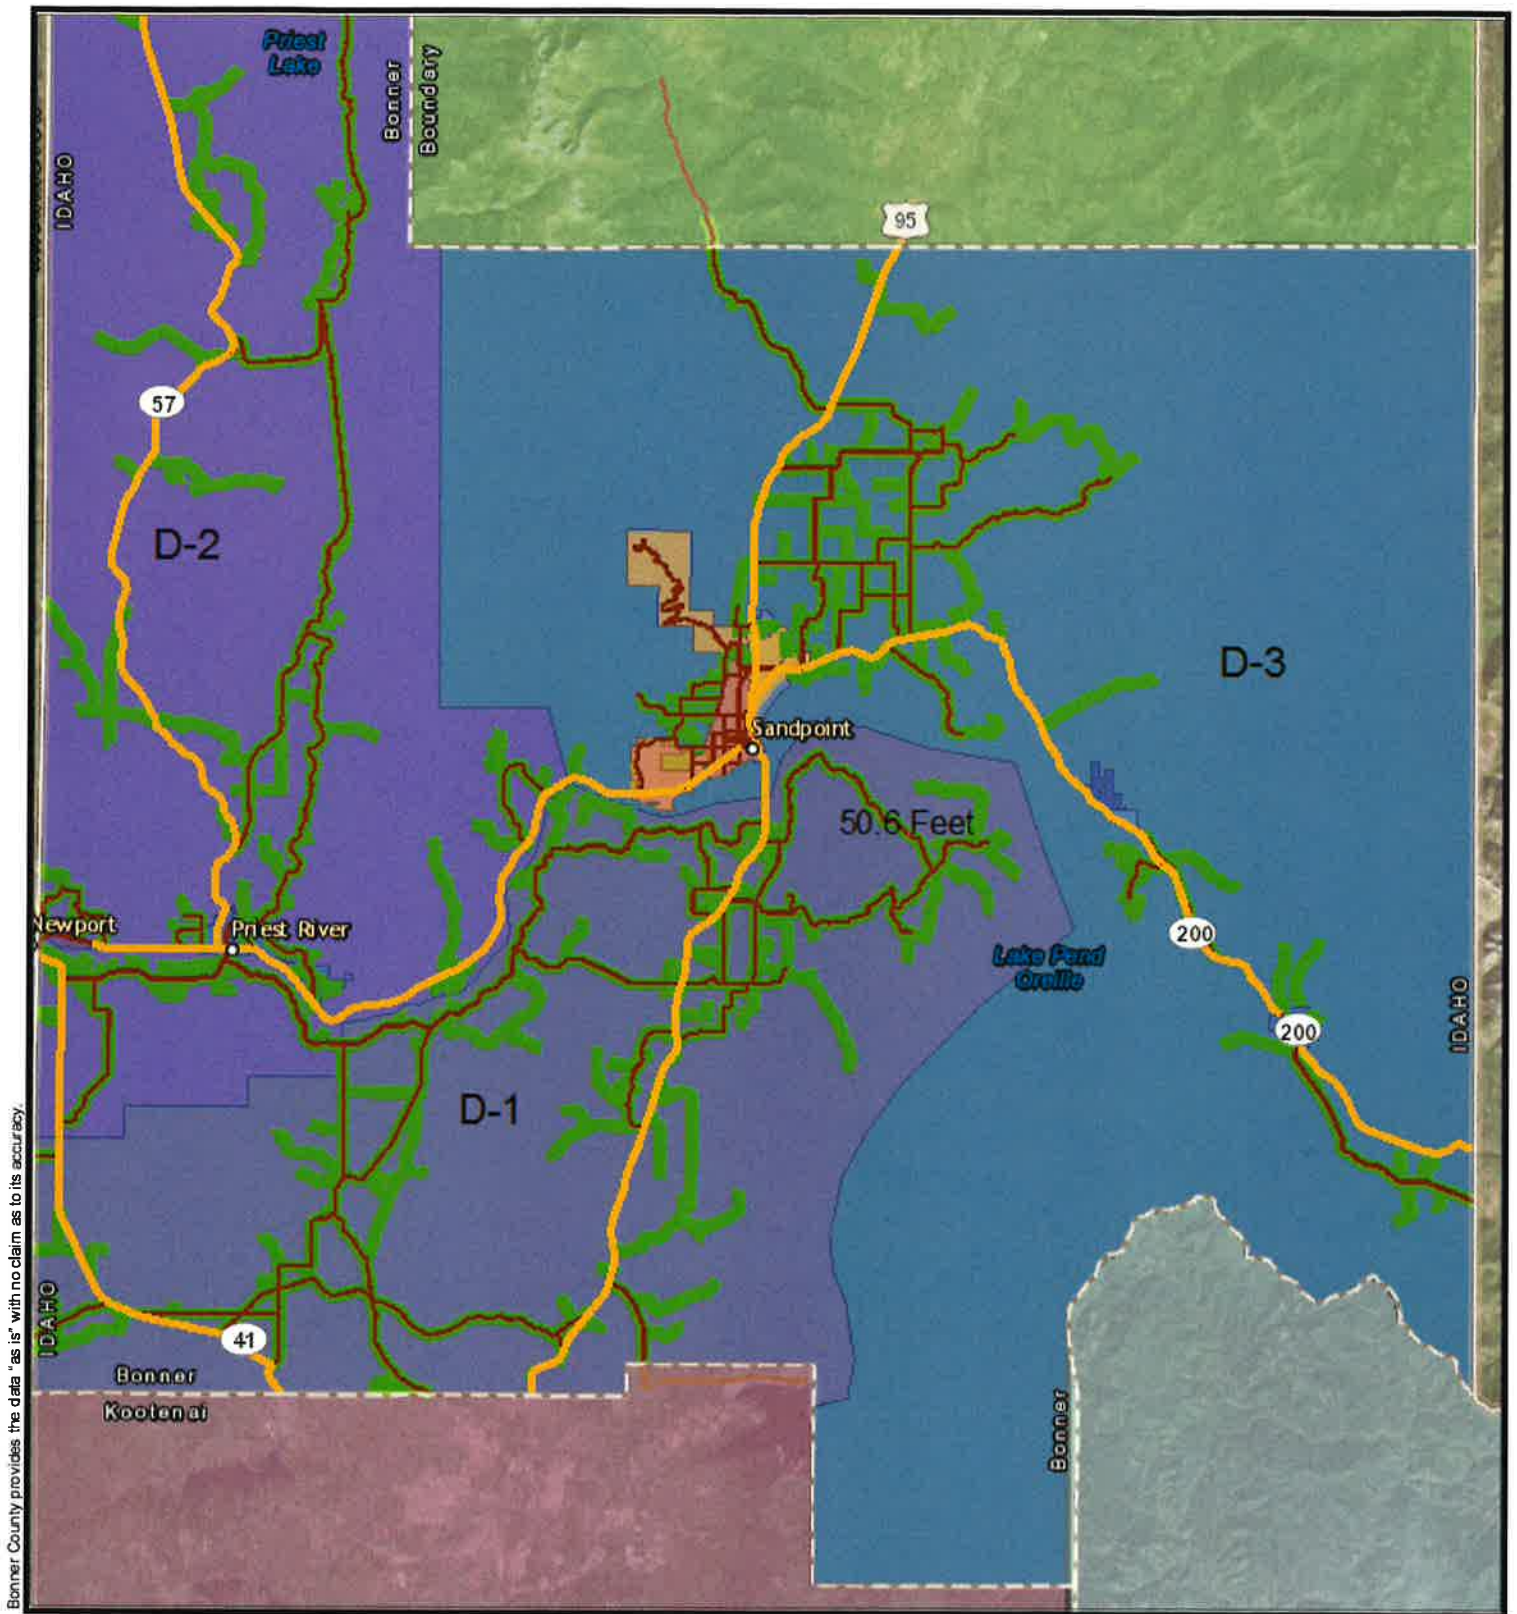 Priest
Lake
Bonner
Boundary
IDAHO
95
57
D-2
D-3
Sandpoint
50.6 Feet
Newport
Priest River
200
Lake Pend
Oreille
200
IDAHO
D-1
IDAHO
41
Bonner
Kootenai
Bonner
Bonner County provides the data "as is" with no claim as to its accuracy.